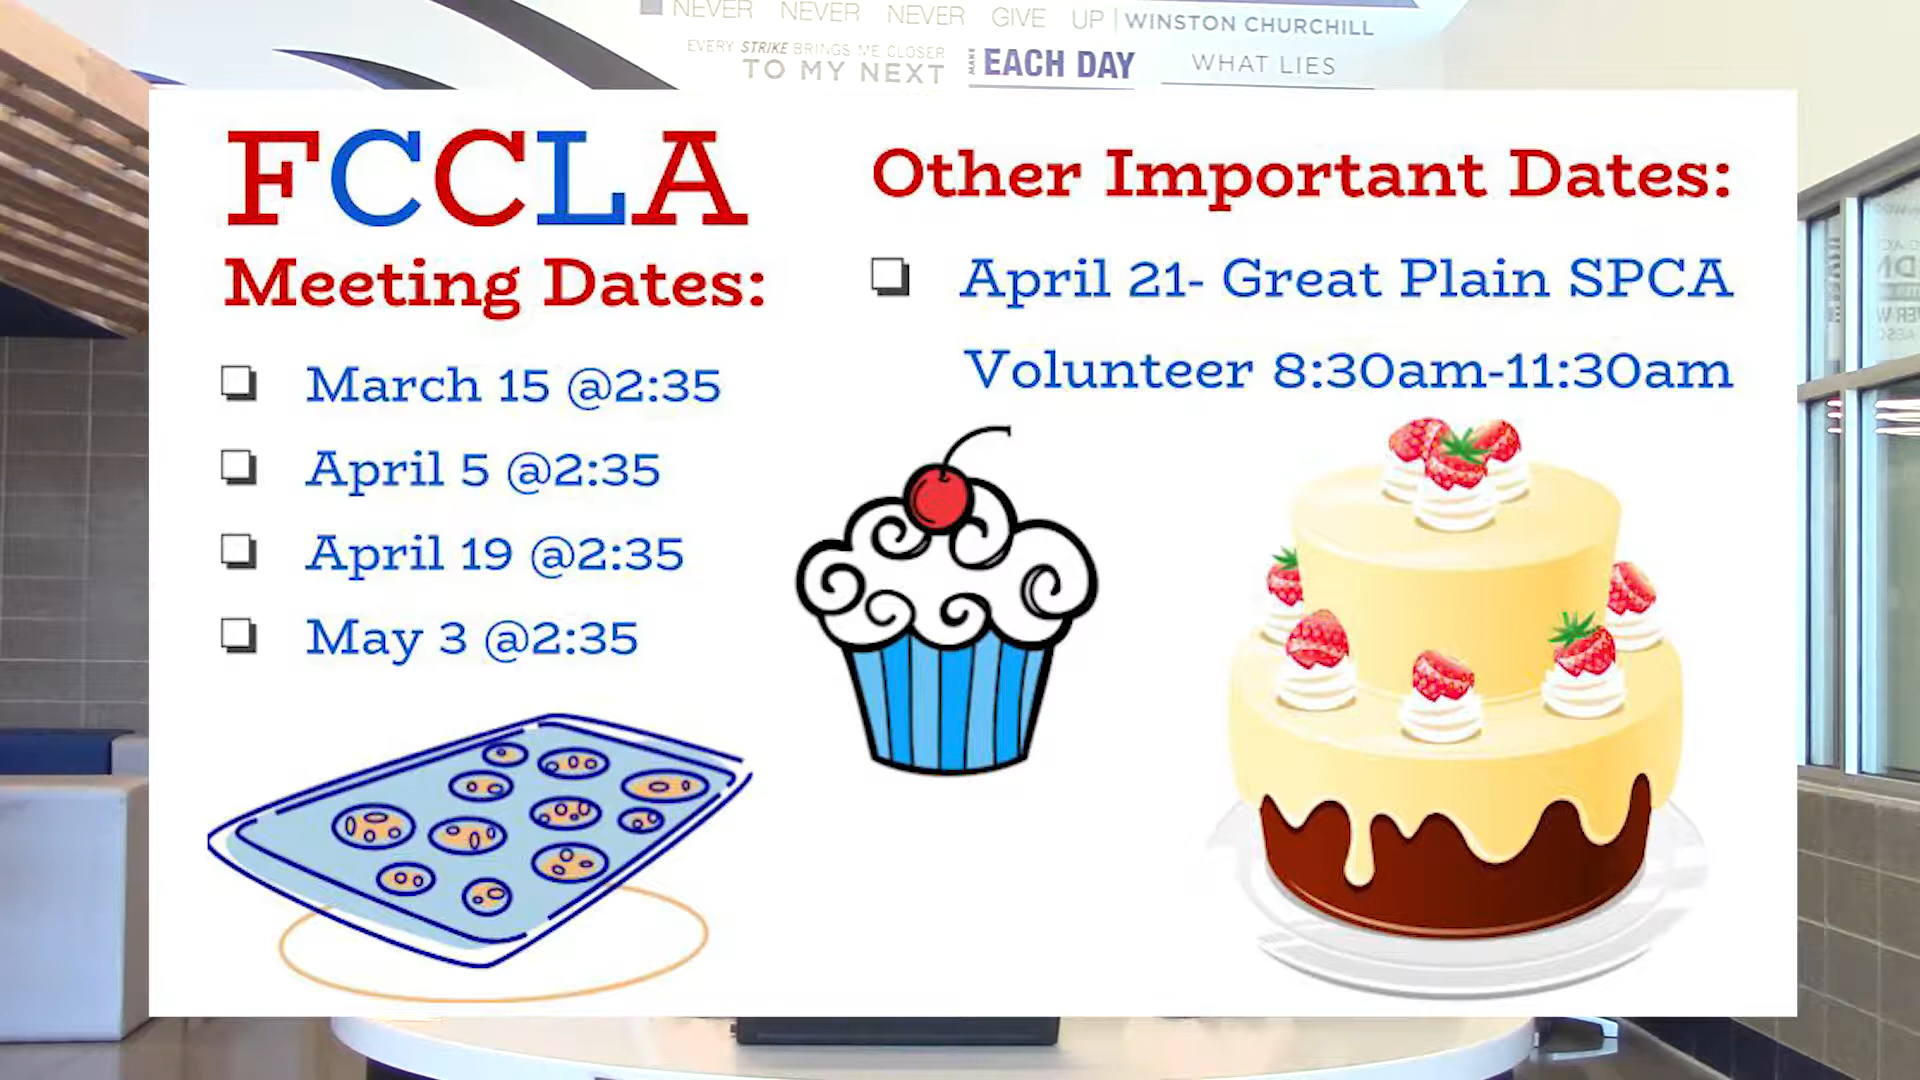 NEVER NEVER NEVER GIVE UP | WINSTON CHURCHILL
EVERY STRIKE BRINGS ME CLOSER
TO MY NEXT
MAKE EACH DAY
WHAT LIES
FCCLA
Meeting Dates:
March 15 @2:35
April 5 @2:35
April 19 @2:35
May 3 @2:35
Other Important Dates:
April 21- Great Plain SPCA
Volunteer 8:30am-11:30am